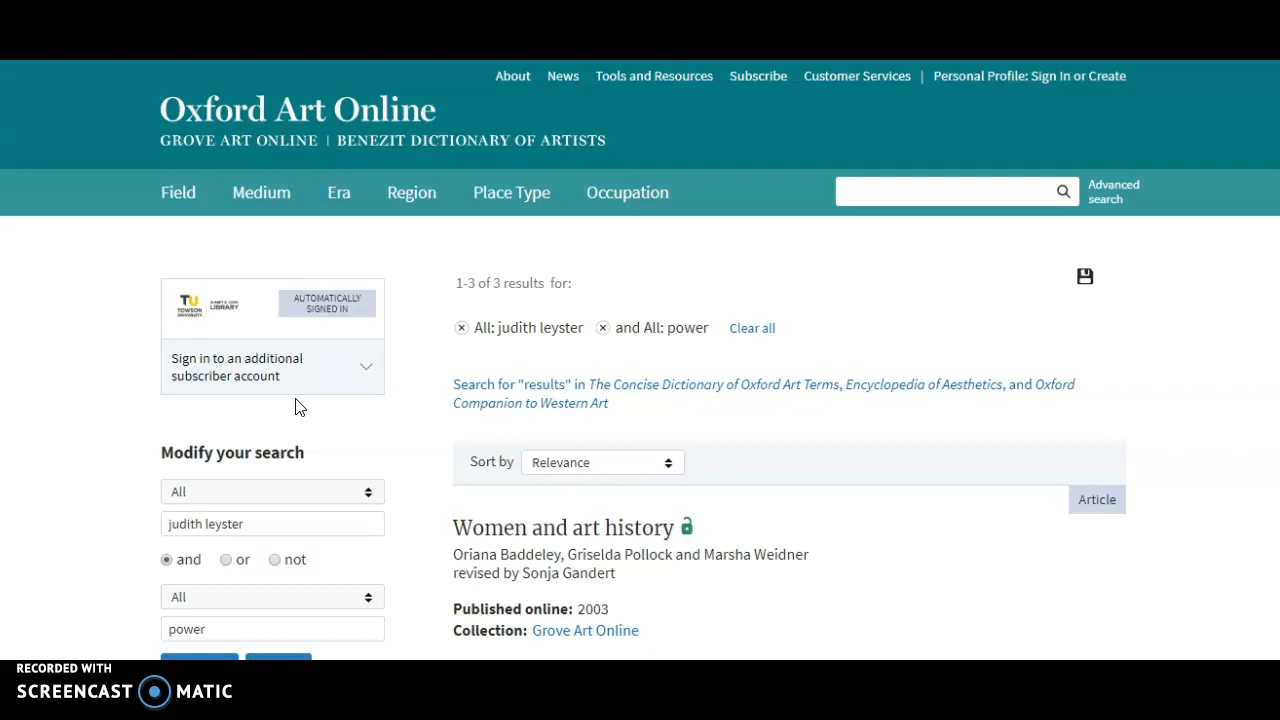 About News Tools and Resources Subscribe Customer Services | Personal Profile: Sign In or Create
Oxford Art Online
GROVE ART ONLINE | BENEZIT DICTIONARY OF ARTISTS
Field Medium Era Region Place Type Occupation
Advanced search
TU
TOWSON UNIVERSITY
LIBRARY
AUTOMATICALLY SIGNED IN
Sign in to an additional
subscriber account
Modify your search
All
judith leyster
and or not
All
power
1-3 of 3 results for:
All: judith leyster and All: power Clear all
Search for "results" in The Concise Dictionary of Oxford Art Terms, Encyclopedia of Aesthetics, and Oxford
Companion to Western Art
Sort by Relevance
Article
Women and art history
Oriana Baddeley, Griselda Pollock and Marsha Weidner
revised by Sonja Gandert
Published online: 2003
Collection: Grove Art Online
RECORDED WITH
SCREENCAST MATIC